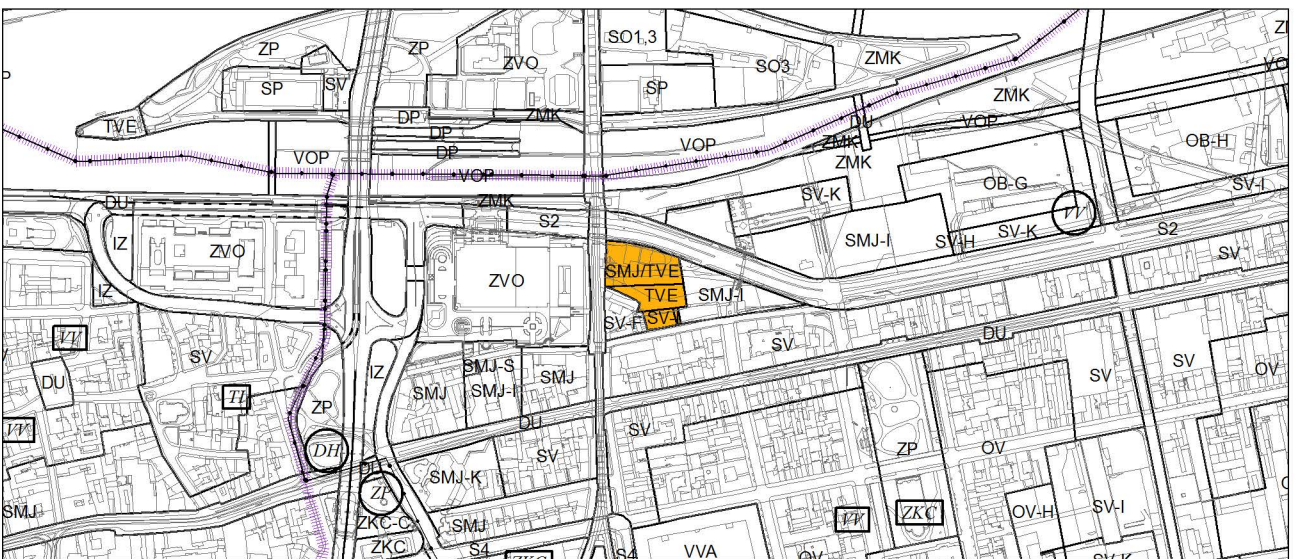 ZP
ZP
ZVO
SO1,3
SO3
ZMK
SP
SV
SP
ZMK
TVE
DP
DP
DP
ZMK
DU
VOP
ZMK
ZMK
OB-H
VOP
VOP
VOP
SV-K
OB-G
SV-I
DU
ZMK
S2
VV
IZ
ZVO
SMJ-I
SV-H
SV-K
S2
SV
IZ
ZVO
SMJ/TVE
TVE
SMJ-I
SV-F
SV-I
SV
VV
SV
DU
SMJ-S
SV
DU
IZ
SMJ
SMJ-I
SMJ
SV
OV
TI
ZP
VV
DU
SV
DH
SV
ZP
OV
SMJ-K
ZP
SMJ
ZKC-C
SMJ
VV
ZKC
OV-H
SV-I
ZKC
S4
S4
VVA
OV